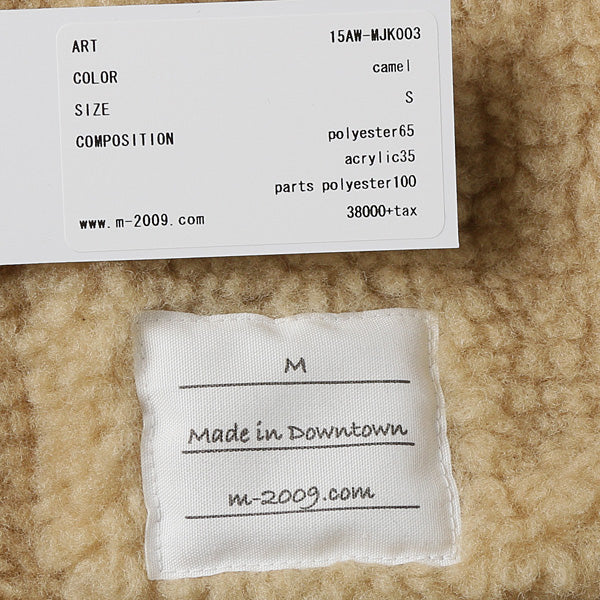 ART 15AW-MJK003
COLOR camel
SIZE S
COMPOSITION polyester65
acrylic35
parts polyester100
www.m-2009.com 38000+tax
M
Made in Downtown
m-2009.com